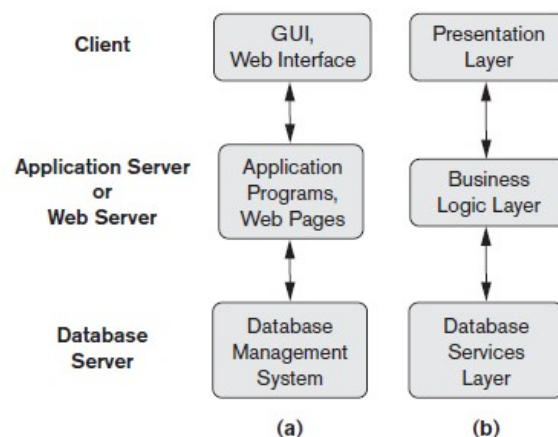 Client
GUI,
Web Interface
Presentation
Layer
Application Server
or
Web Server
Application
Programs,
Web Pages
Business
Logic Layer
Database
Server
Database
Management
System
Database
Services
Layer
(a)
(b)